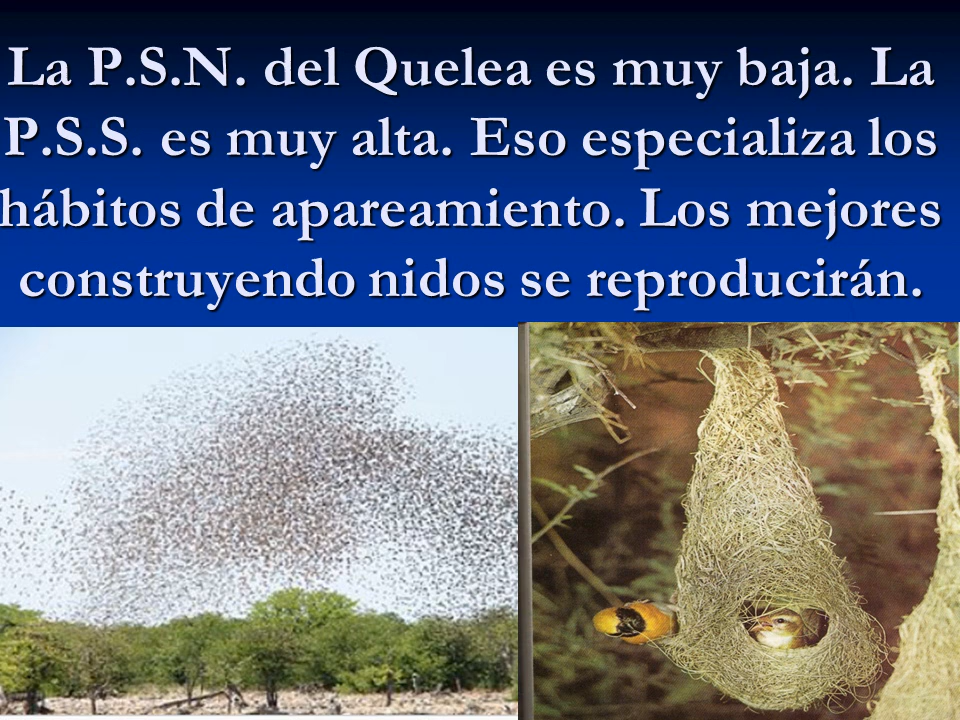 La P.S.N. del Quelea es muy baja. La
P.S.S. es muy alta. Eso especializa los
hábitos de apareamiento. Los mejores
construyendo nidos se reproducirán.